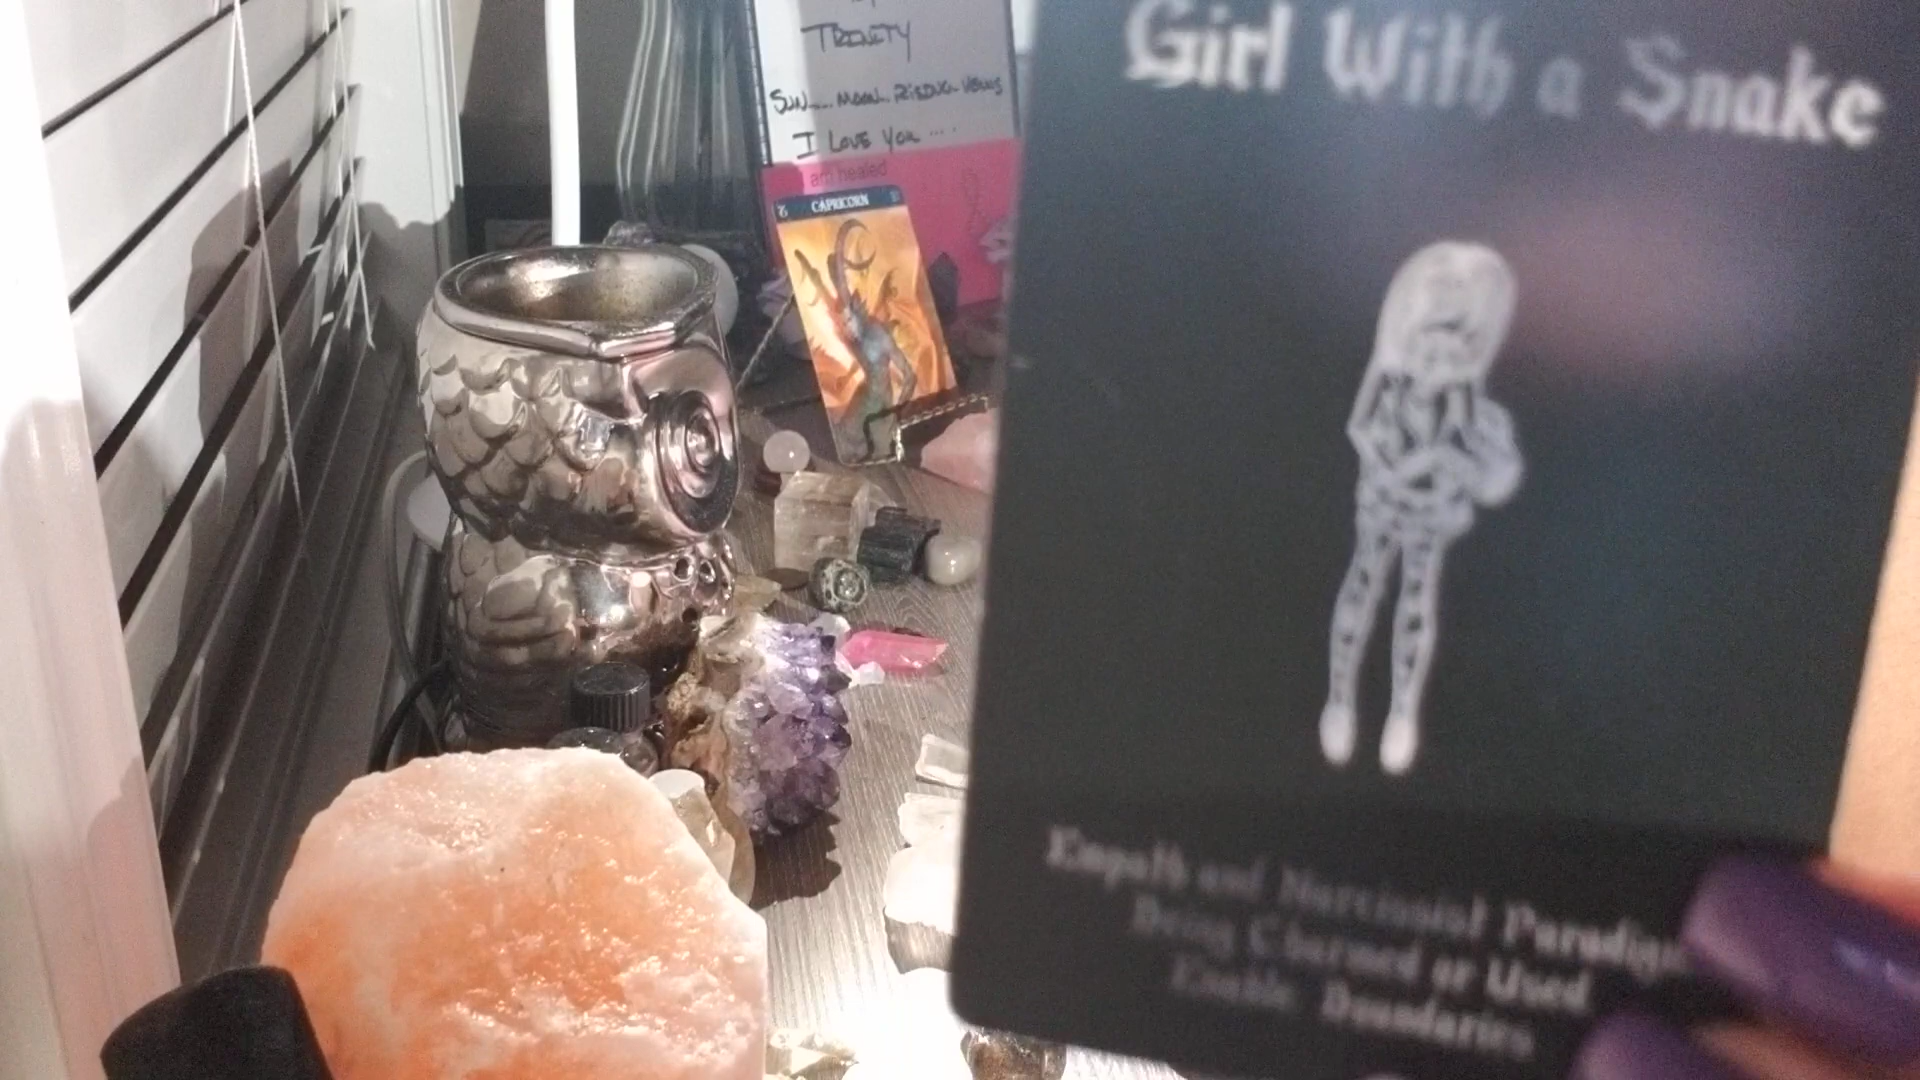 TRINITY
SUN.... MOON.. RISING.. VENUS
I LOVE YOU ....
am healed
CAPRICORN
Girl With a Snake
Empath and Narcissist
Being Charmed or Used
Enable Boundaries